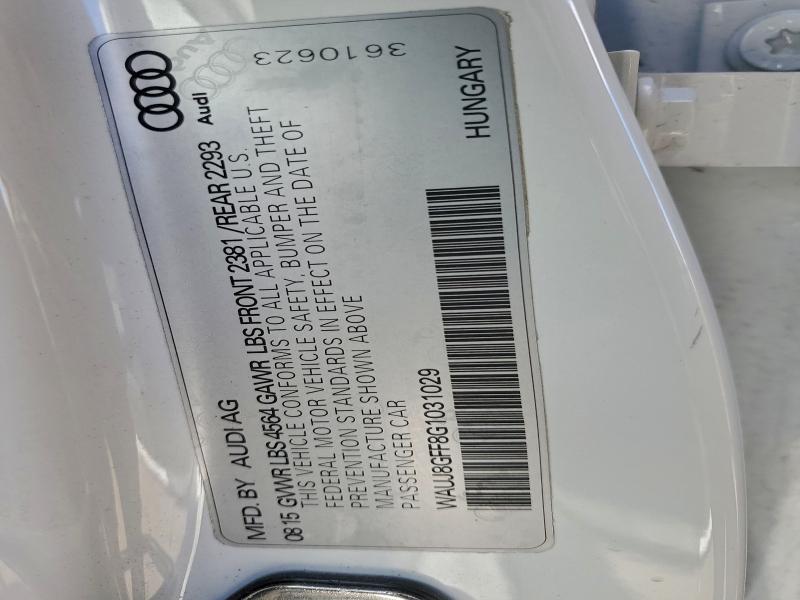 MFD. BY AUDI AG
Audi
0815 GVWR LBS 4564 GAWR LBS FRONT 2381 /REAR 2293
THIS VEHICLE CONFORMS TO ALL APPLICABLE U.S.
FEDERAL MOTOR VEHICLE SAFETY, BUMPER AND THEFT
PREVENTION STANDARDS IN EFFECT ON THE DATE OF
MANUFACTURE SHOWN ABOVE
PASSENGER CAR
3610623
WAUJ8GFF8G1031029
HUNGARY